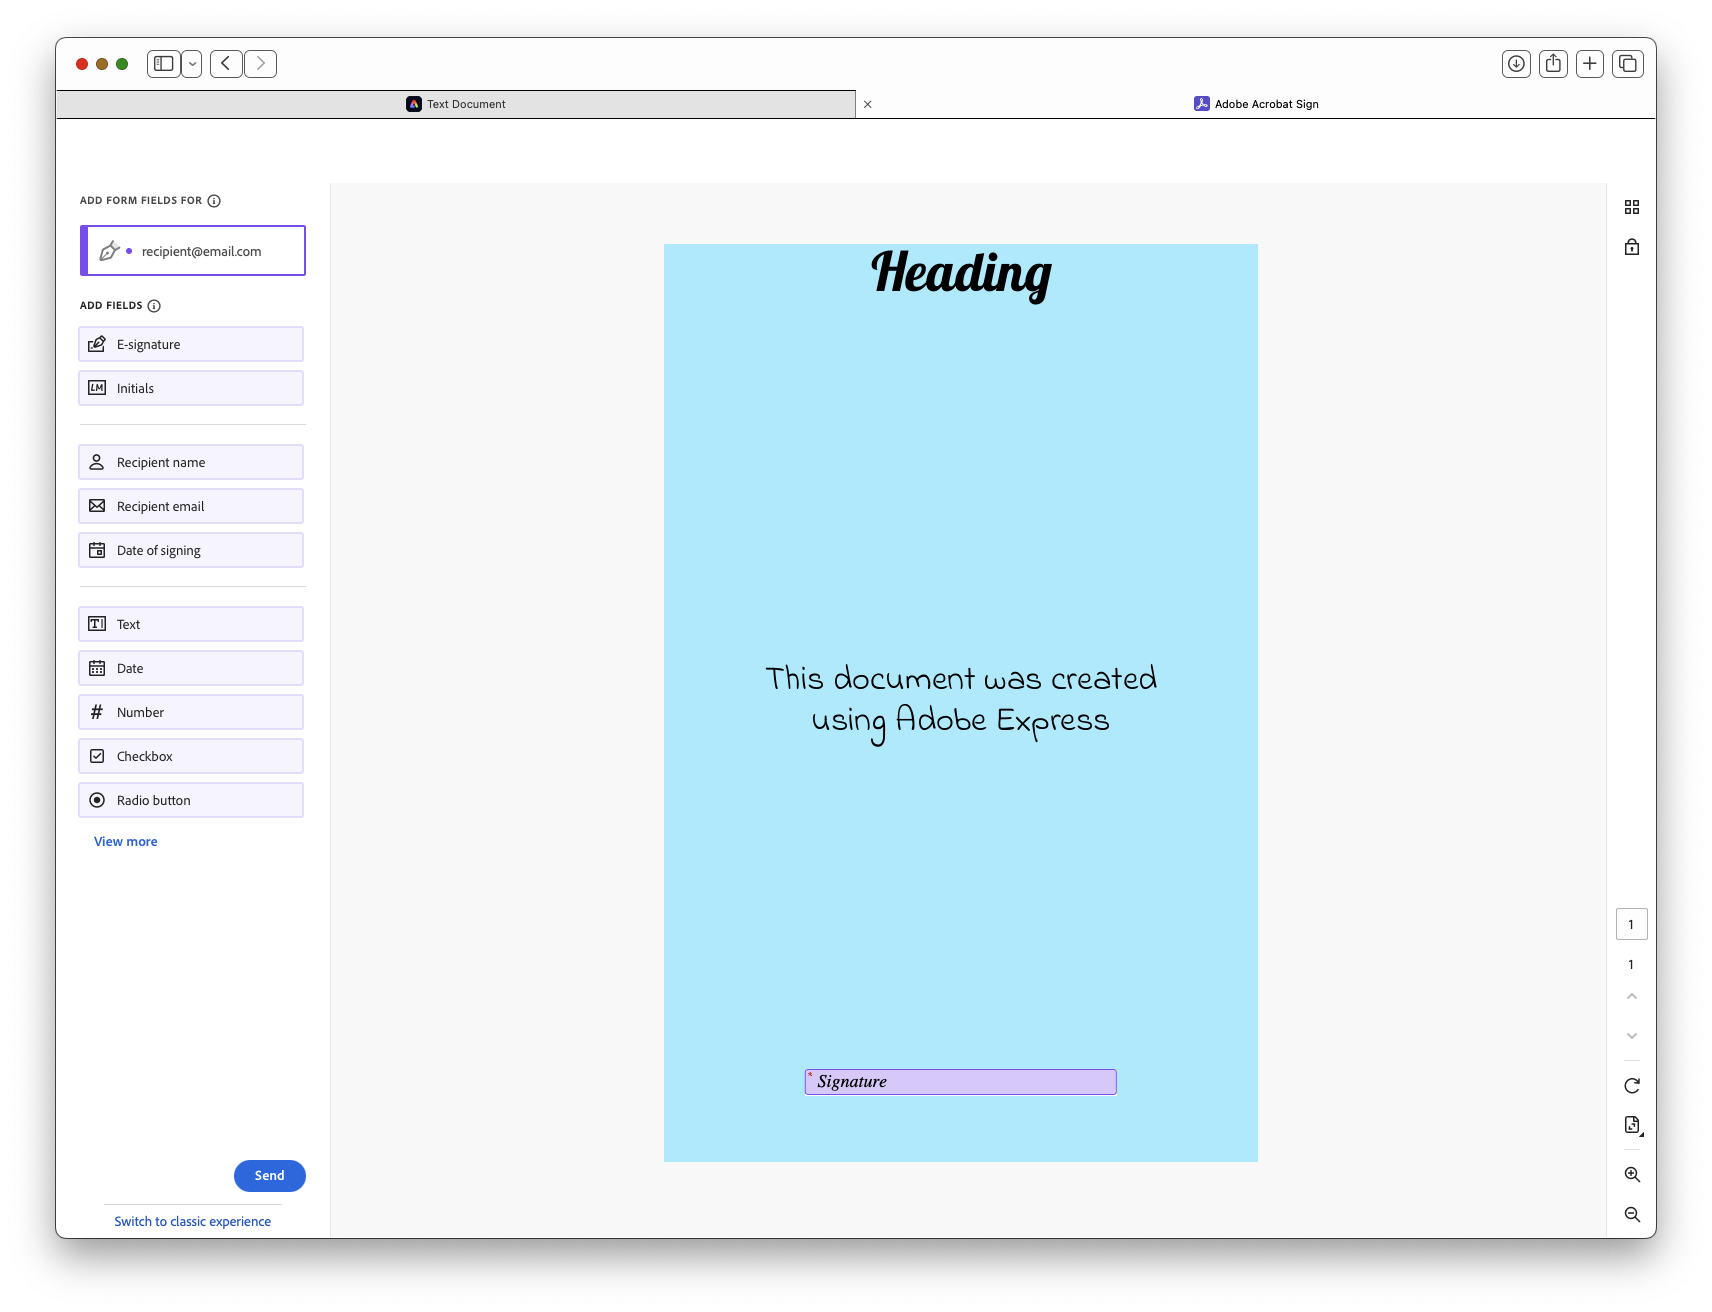 Text Document
Adobe Acrobat Sign
ADD FORM FIELDS FOR
recipient@email.com
ADD FIELDS
E-signature
LM
Initials
Recipient name
Recipient email
Date of signing
Text
Date
Number
Checkbox
Radio button
View more
Send
Switch to classic experience
Heading
This document was created
using Adobe Express
* Signature
1
1